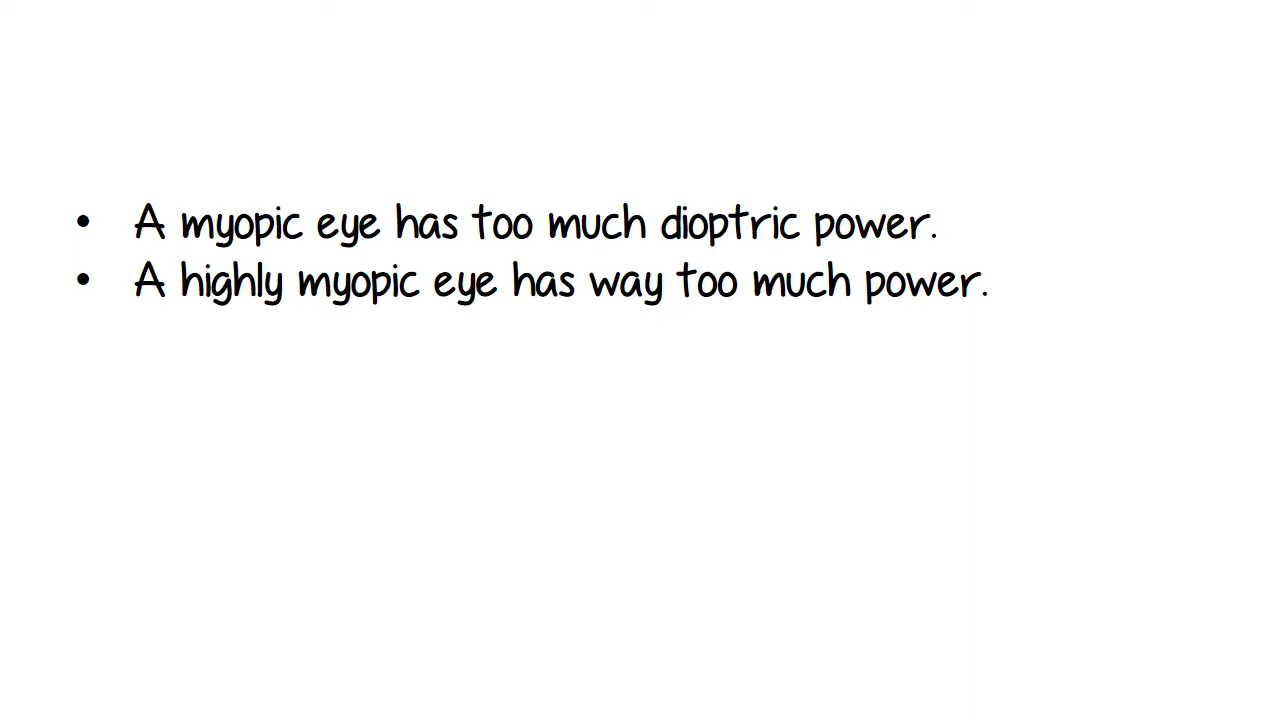 • A myopic eye has too much dioptric power.
• A highly myopic eye has way too much power.